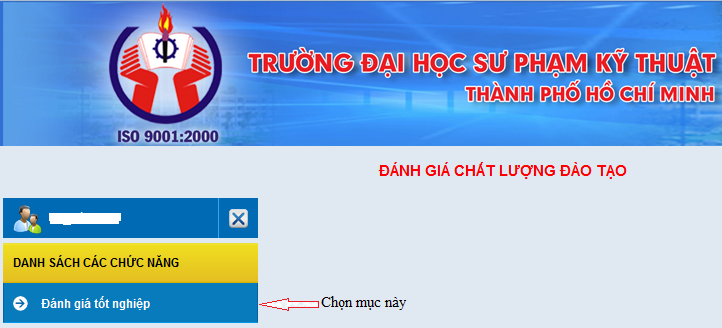 TRƯỜNG ĐẠI HỌC SƯ PHẠM KỸ THUẬT
THÀNH PHỐ HỒ CHÍ MINH
ISO 9001:2000
ĐÁNH GIÁ CHẤT LƯỢNG ĐÀO TẠO
DANH SÁCH CÁC CHỨC NĂNG
Đánh giá tốt nghiệp
Chọn mục này